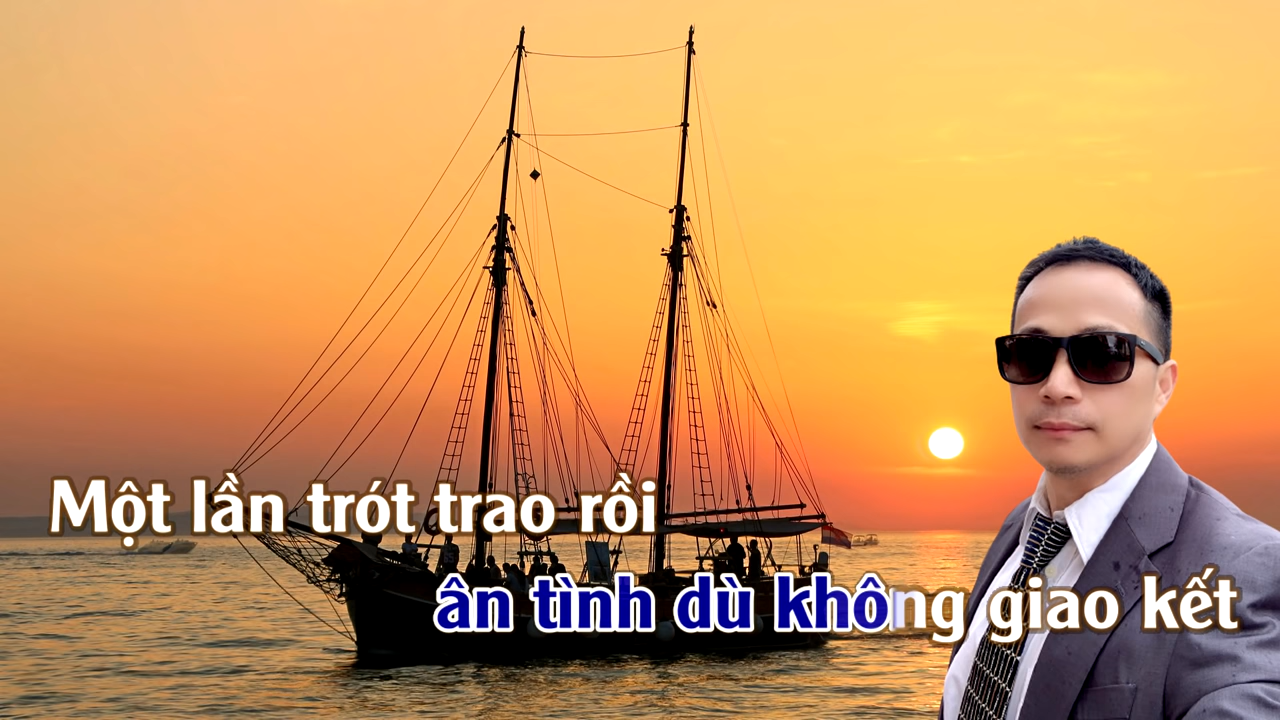 Một lần trót trao rồi
ân tình dù không giao kết